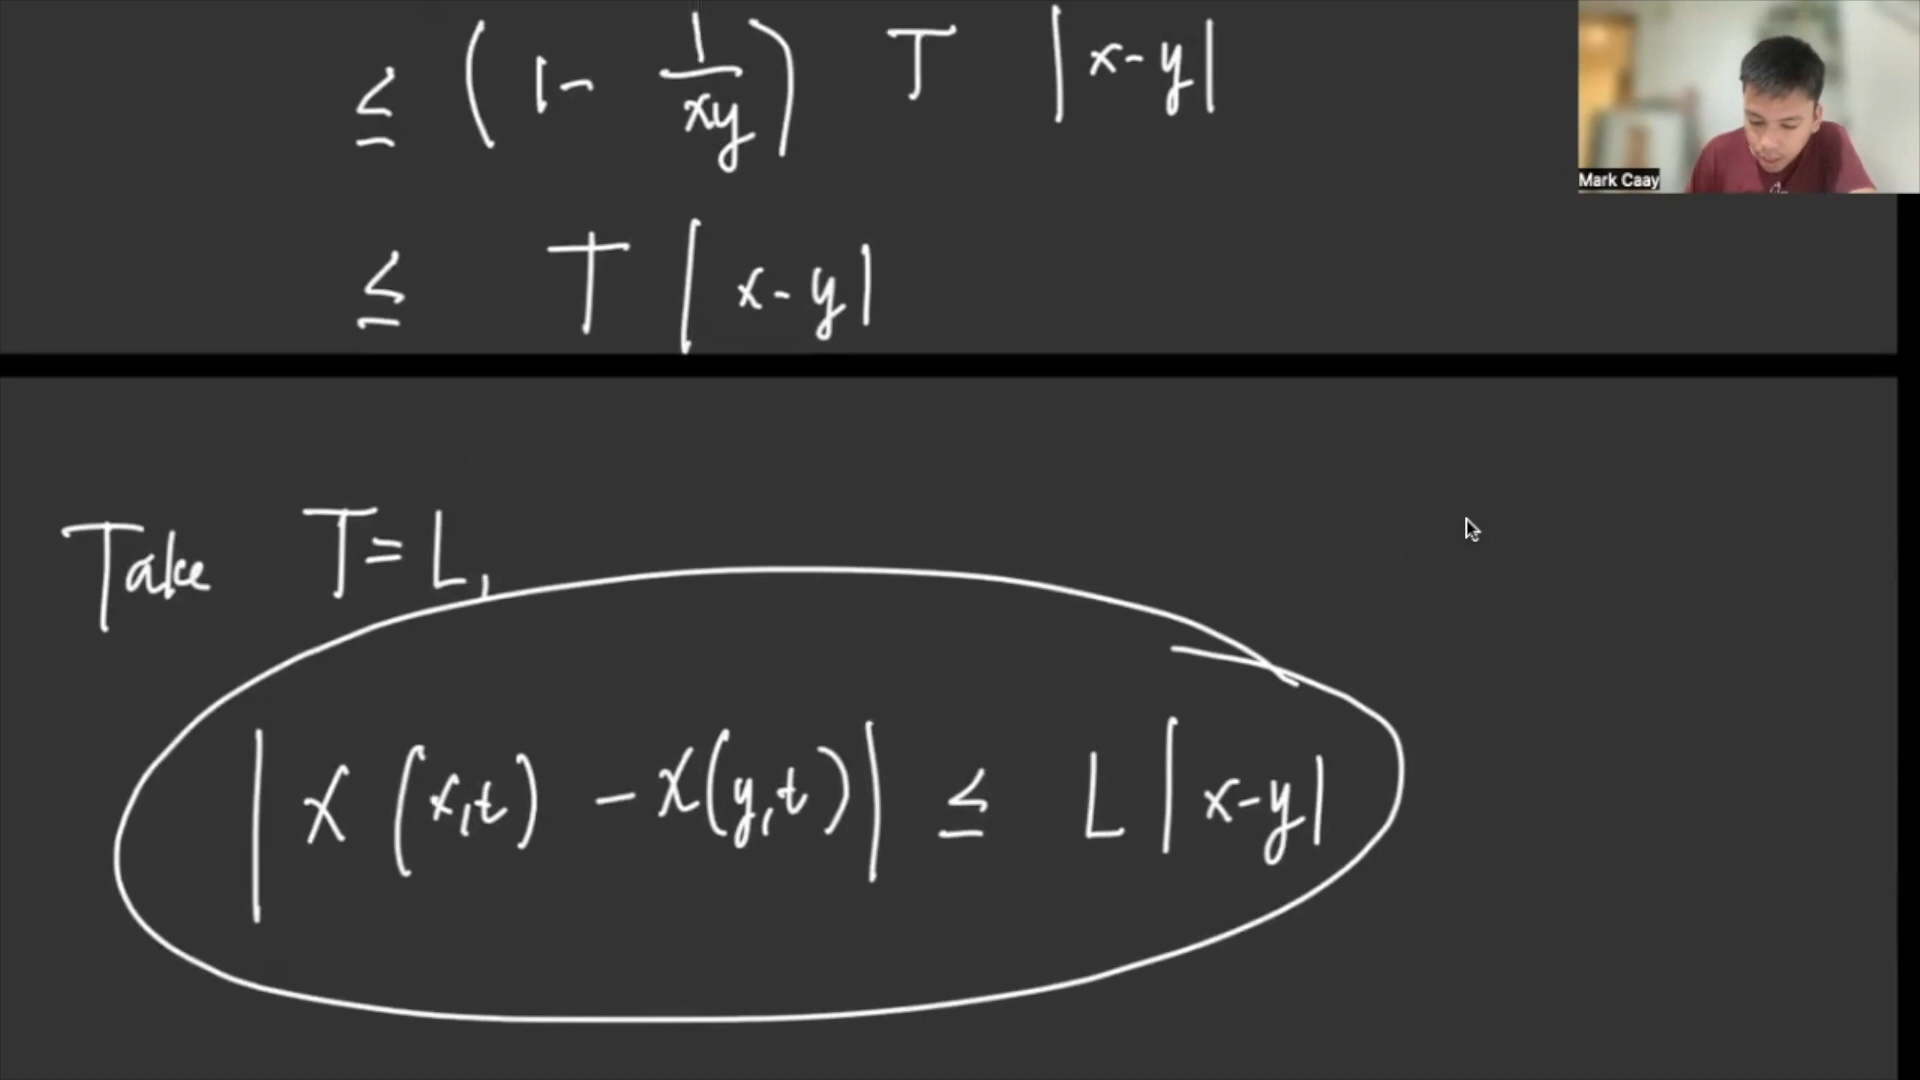 ≤ (1 - 1/xy) T |x-y|
Mark Caay
≤ T |x-y|
Take T = L,
|X(x,t) - X(y,t)| ≤ L |x-y|